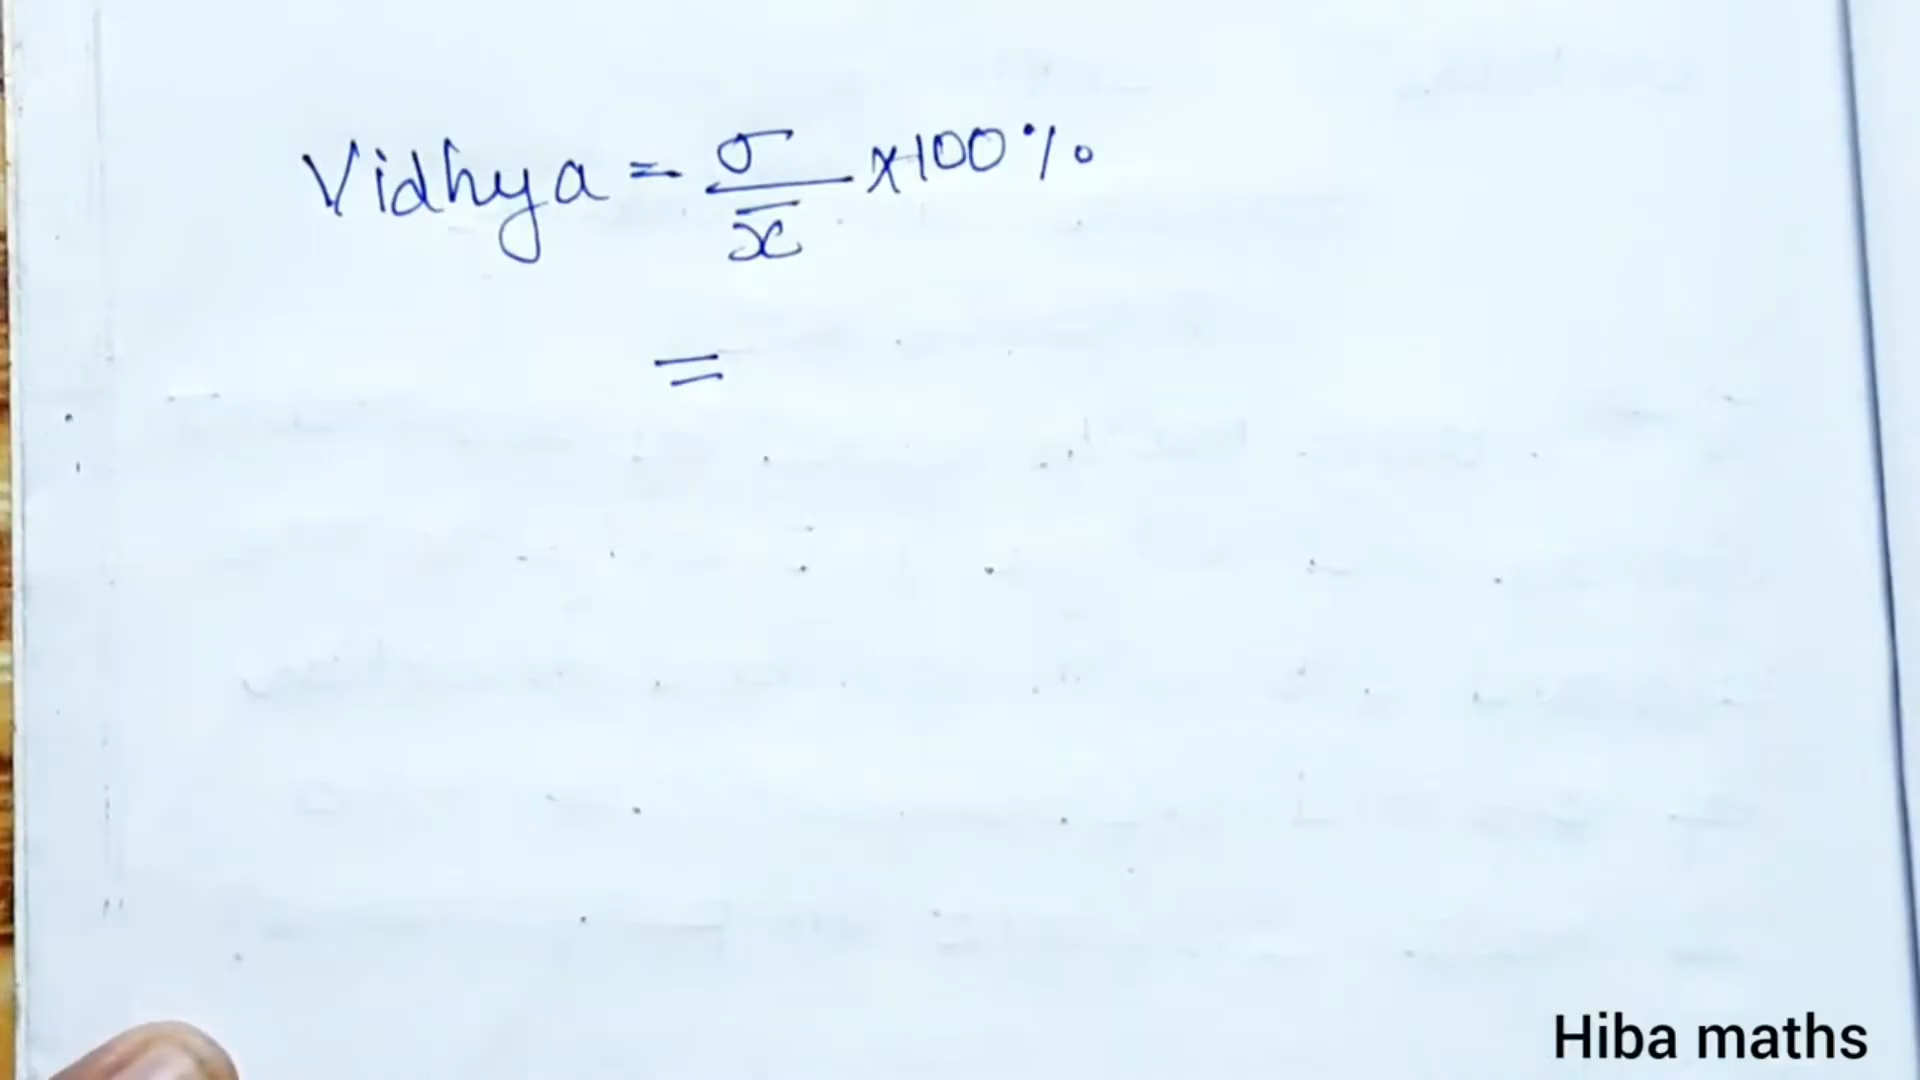 Vidhya = σ/x̄ ×100%
=
Hiba maths